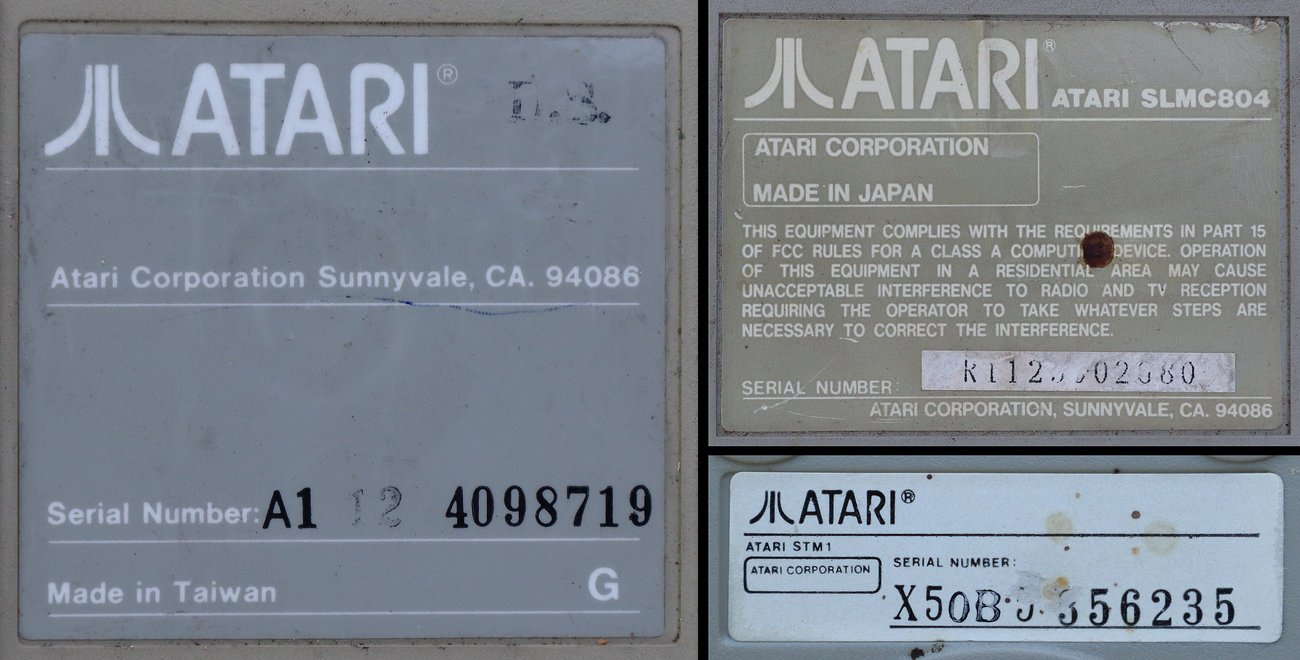 ATARI®
Atari Corporation Sunnyvale, CA. 94086
Serial Number: A1 12 4098719
Made in Taiwan G
ATARI® ATARI SLMC804
ATARI CORPORATION
MADE IN JAPAN
THIS EQUIPMENT COMPLIES WITH THE REQUIREMENTS IN PART 15
OF FCC RULES FOR A CLASS A COMPUTING DEVICE. OPERATION
OF THIS EQUIPMENT IN A RESIDENTIAL AREA MAY CAUSE
UNACCEPTABLE INTERFERENCE TO RADIO AND TV RECEPTION
REQUIRING THE OPERATOR TO TAKE WHATEVER STEPS ARE
NECESSARY TO CORRECT THE INTERFERENCE.
SERIAL NUMBER:
ATARI CORPORATION, SUNNYVALE, CA. 94086
ATARI®
ATARI STM1
ATARI CORPORATION
SERIAL NUMBER: